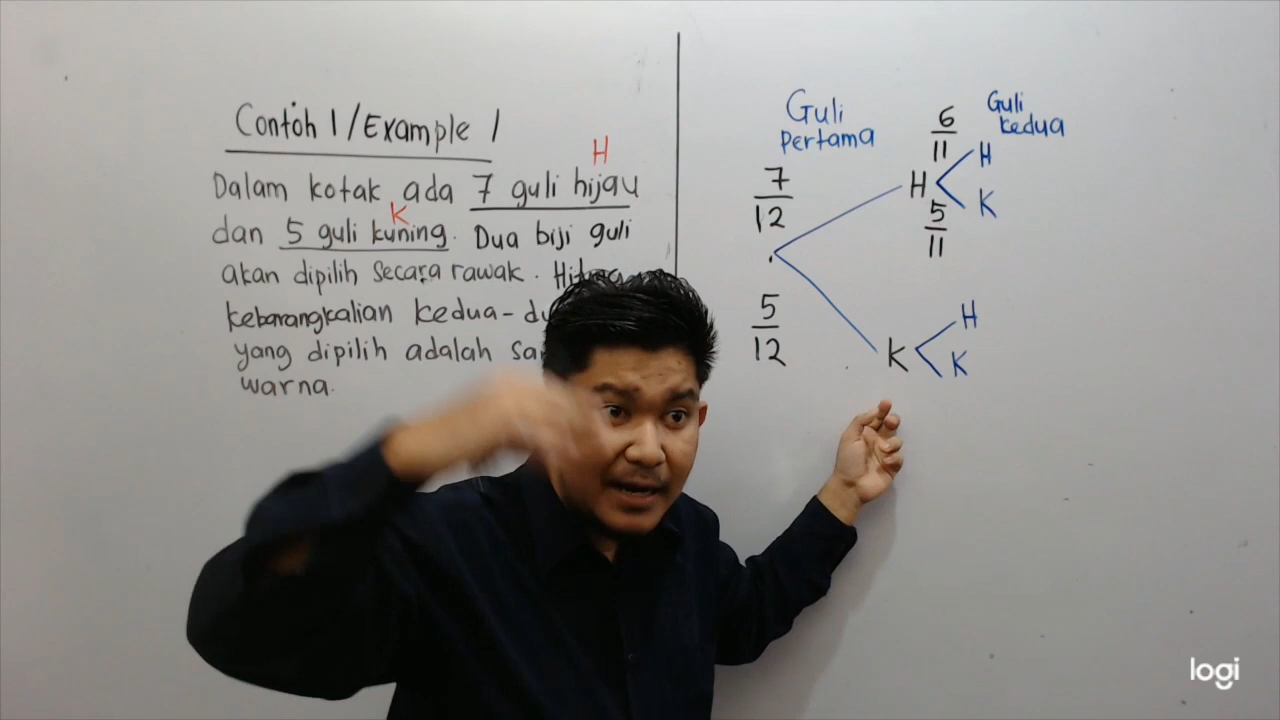 Contoh 1/Example 1
H
Dalam kotak ada 7 guli hijau
K
dan 5 guli kuning. Dua biji guli
akan dipilih secara rawak.
kebarangkalian kedua-
yang dipilih adalah
warna.
Guli
pertama
Guli
kedua
7/12
6/11
H
H
K
5/11
5/12
K
H
K
logi